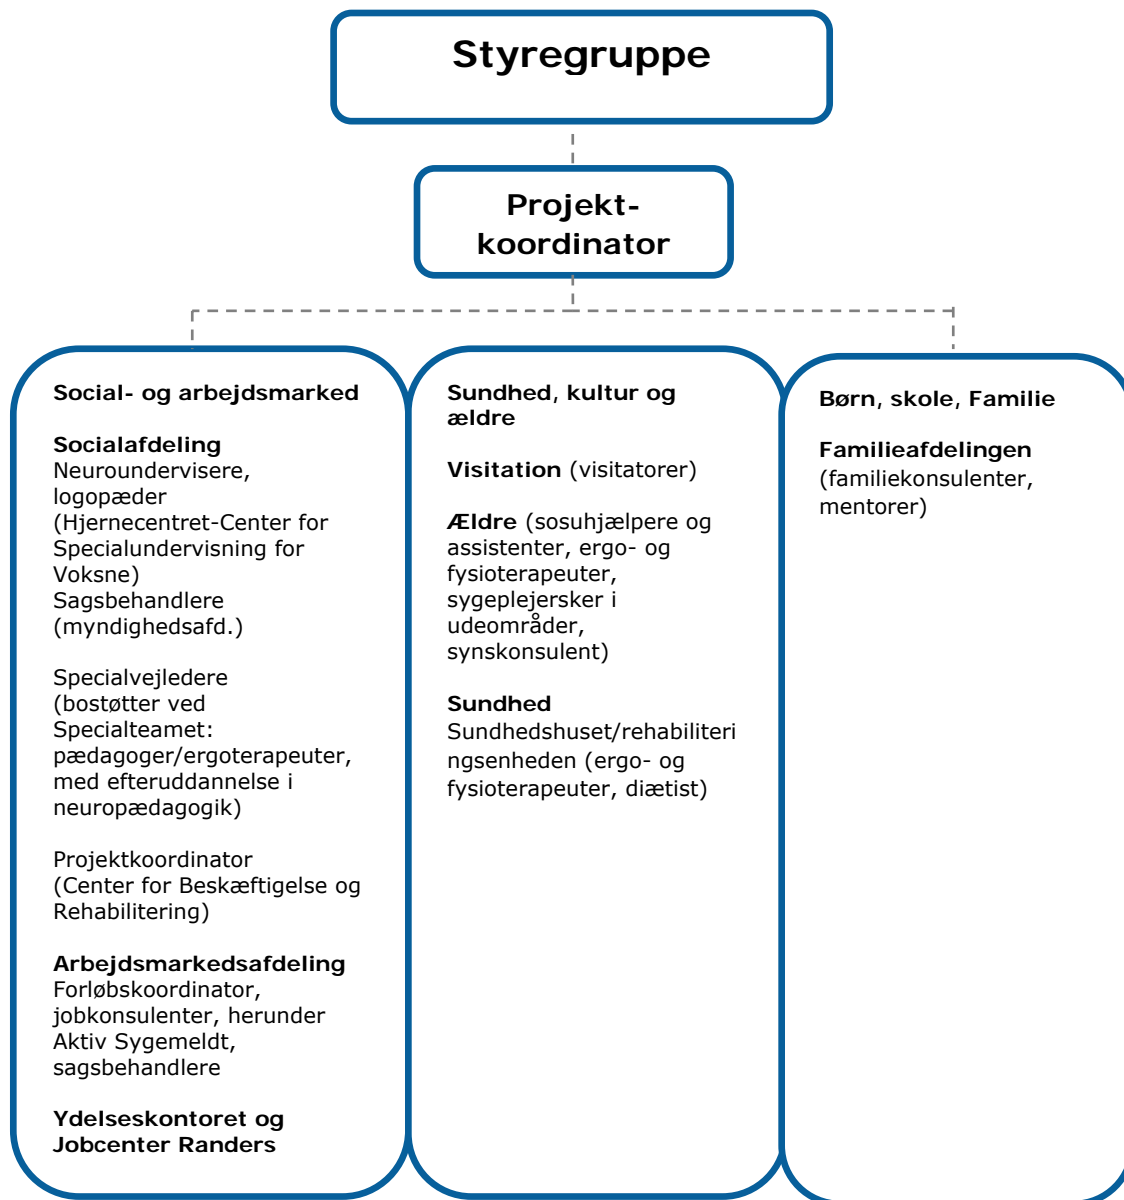 Styregruppe
Projekt-
koordinator
Social- og arbejdsmarked
Socialafdeling
Neuroundervisere,
logopæder
(Hjernecentret-Center for
Specialundervisning for
Voksne)
Sagsbehandlere
(myndighedsafd.)
Specialvejledere
(bostøtter ved
Specialteamet:
pædagoger/ergoterapeuter,
med efteruddannelse i
neuropædagogik)
Projektkoordinator
(Center for Beskæftigelse og
Rehabilitering)
Arbejdsmarkedsafdeling
Forløbskoordinator,
jobkonsulenter, herunder
Aktiv Sygemeldt,
sagsbehandlere
Ydelseskontoret og
Jobcenter Randers
Sundhed, kultur og
ældre
Visitation (visitatorer)
Ældre (sosuhjælpere og
assistenter, ergo- og
fysioterapeuter,
sygeplejersker i
udeområder,
synskonsulent)
Sundhed
Sundhedshuset/rehabiliteri
ngsenheden (ergo- og
fysioterapeuter, diætist)
Børn, skole, Familie
Familieafdelingen
(familiekonsulenter,
mentorer)